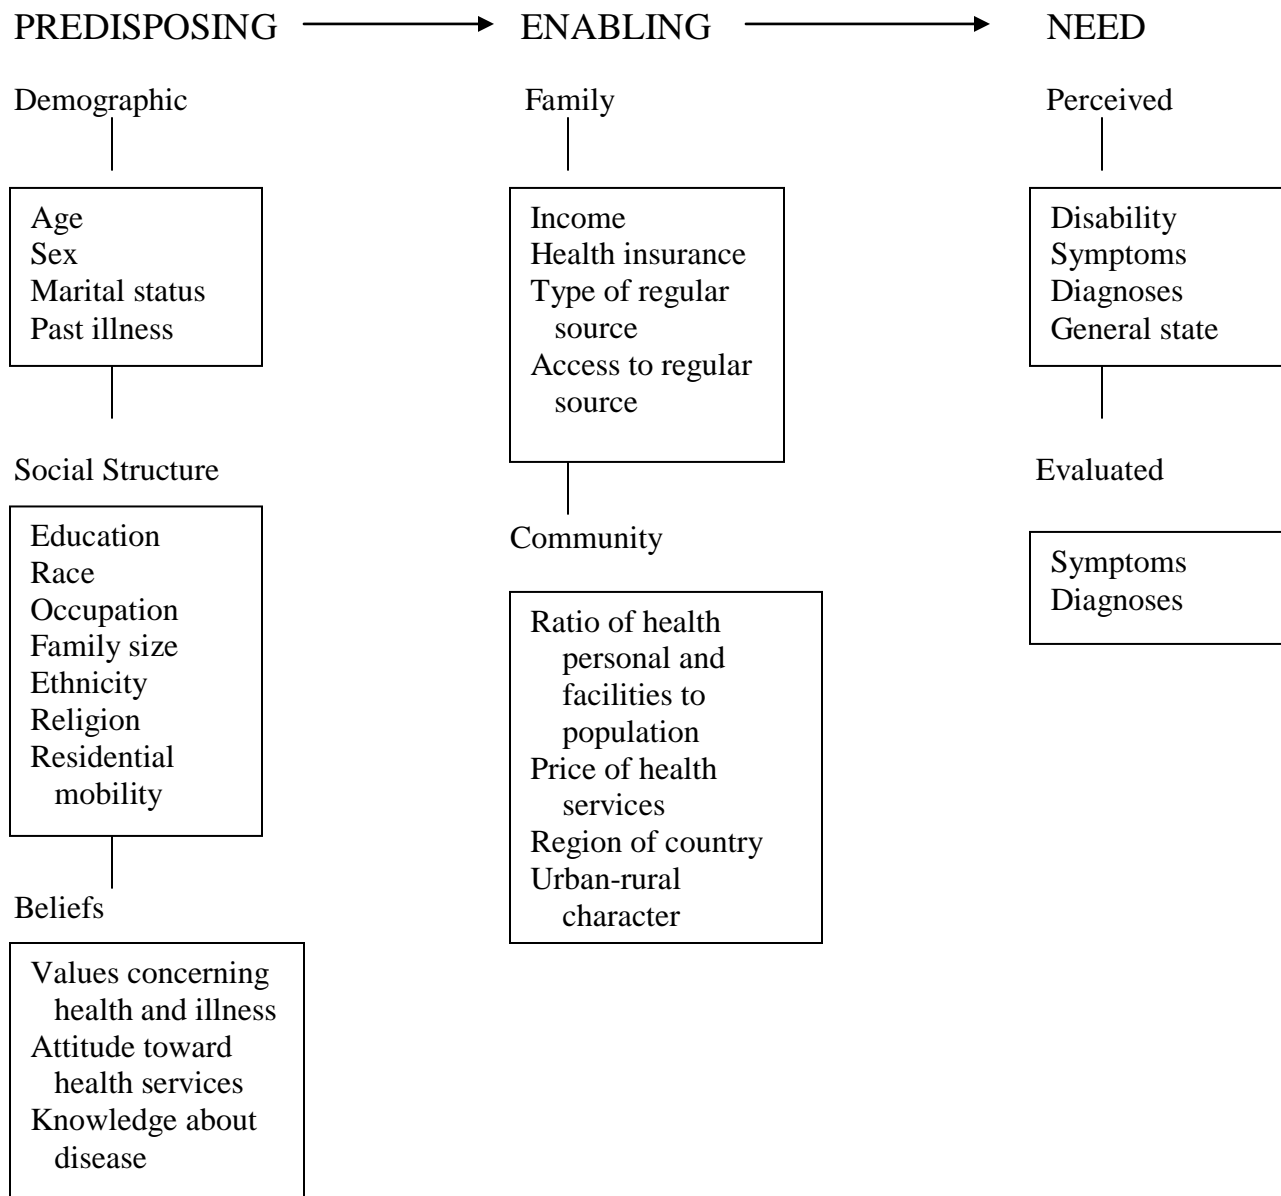 PREDISPOSING
ENABLING
NEED
Demographic
Age
Sex
Marital status
Past illness
Social Structure
Education
Race
Occupation
Family size
Ethnicity
Religion
Residential
mobility
Beliefs
Values concerning
health and illness
Attitude toward
health services
Knowledge about
disease
Family
Income
Health insurance
Type of regular
source
Access to regular
source
Community
Ratio of health
personal and
facilities to
population
Price of health
services
Region of country
Urban-rural
character
Perceived
Disability
Symptoms
Diagnoses
General state
Evaluated
Symptoms
Diagnoses